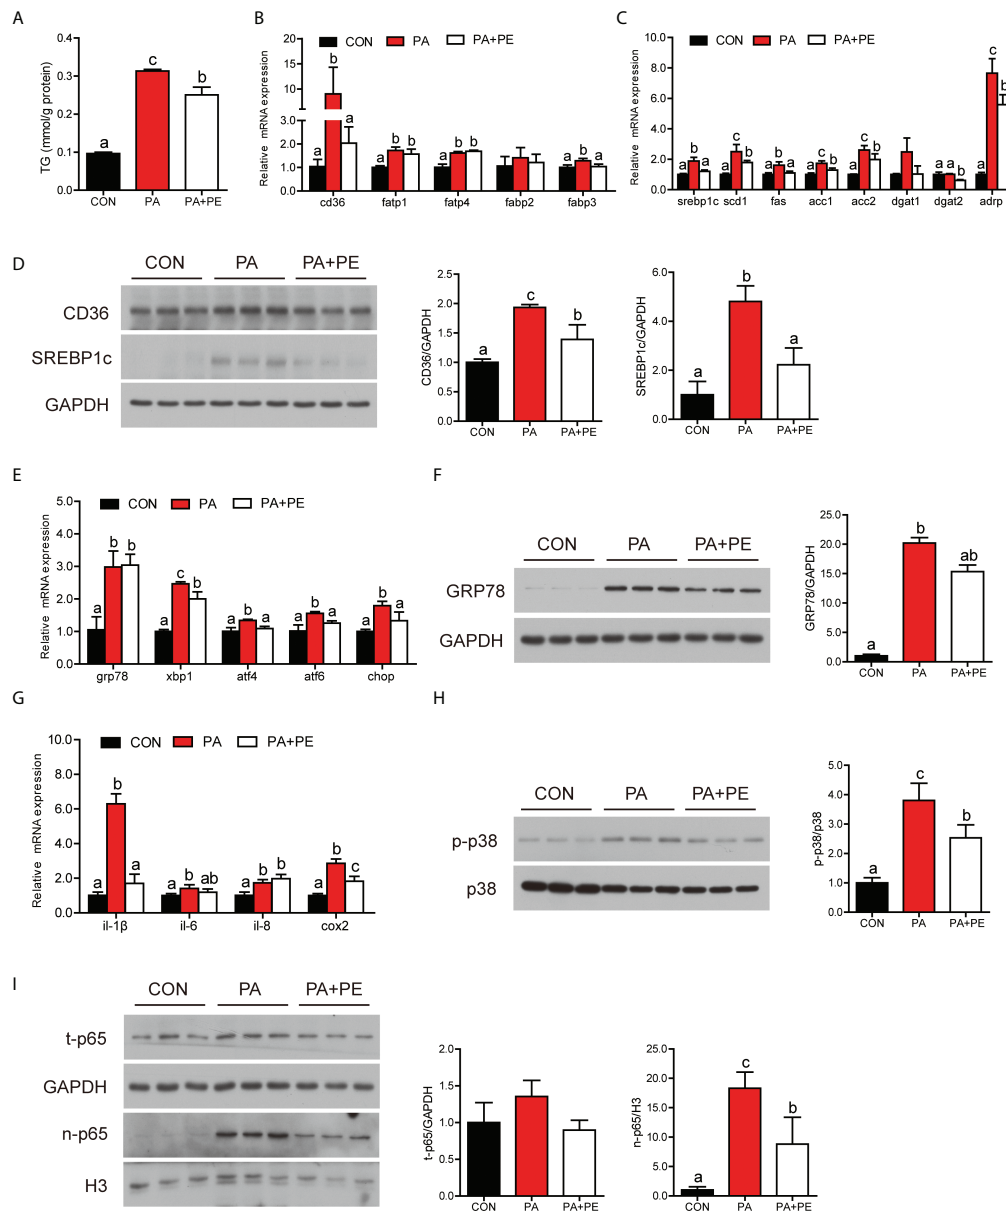 A
TG (mmol/g protein)
0.4
0.3
0.2
0.1
0.0
a
c
b
CON
PA
PA+PE
B
CON PA PA+PE
Relative mRNA expression
20
15
10
5
2.0
1.0
0.0
a b a
a b b
a b b
a b a
cd36 fatp1 fatp4 fabp2 fabp3
C
CON PA PA+PE
Relative mRNA expression
10.0
8.0
6.0
4.0
2.0
0.0
a b a
a c b
a b a
a c b
a c b
a a b
a c b
srebp1c scd1 fas acc1 acc2 dgat1 dgat2 adrp
D
CON PA PA+PE
CD36
SREBP1c
GAPDH
CD36/GAPDH
2.5
2.0
1.5
1.0
0.5
0.0
a
c
b
CON PA PA+PE
SREBP1C/GAPDH
6.0
4.0
2.0
0.0
a
b
a
CON PA PA+PE
E
CON PA PA+PE
Relative mRNA expression
5.0
4.0
3.0
2.0
1.0
0.0
a b b
a c b
a b a
a b a
a b a
grp78 xbp1 atf4 atf6 chop
F
CON PA PA+PE
GRP78
GAPDH
GRP78/GAPDH
25.0
20.0
15.0
10.0
5.0
0.0
a
b
ab
CON PA PA+PE
G
CON PA PA+PE
Relative mRNA expression
10.0
8.0
6.0
4.0
2.0
0.0
a b a
a b ab
a b b
a b c
il-1β il-6 il-8 cox2
H
CON PA PA+PE
p-p38
p38
p-p38/p38
5.0
4.0
3.0
2.0
1.0
0.0
a
c
b
CON PA PA+PE
I
CON PA PA+PE
t-p65
GAPDH
n-p65
H3
t-p65/GAPDH
2.0
1.5
1.0
0.5
0.0
CON PA PA+PE
n-p65/H3
25.0
20.0
15.0
10.0
5.0
0.0
a
c
b
CON PA PA+PE